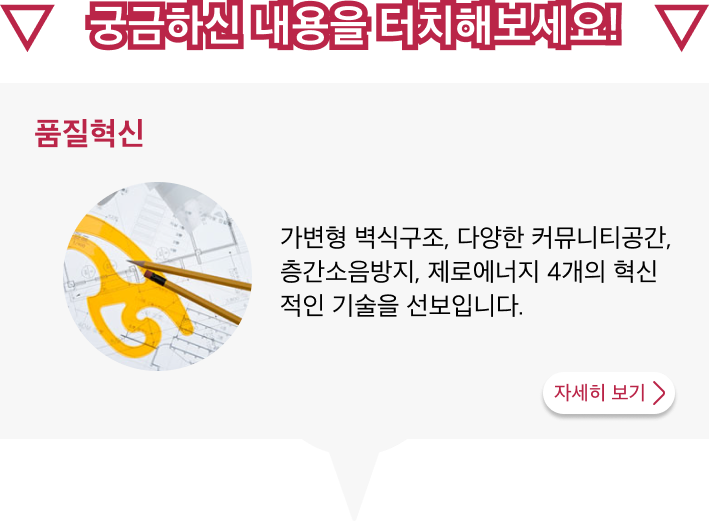 궁금하신 내용을 터치해보세요!
품질혁신
가변형 벽식구조, 다양한 커뮤니티공간,
층간소음방지, 제로에너지 4개의 혁신
적인 기술을 선보입니다.
자세히 보기